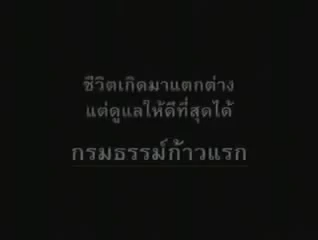 ชีวิตเกิดมาแตกต่าง
แต่ดูแลให้ดีที่สุดได้
กรมธรรม์ก้าวแรก